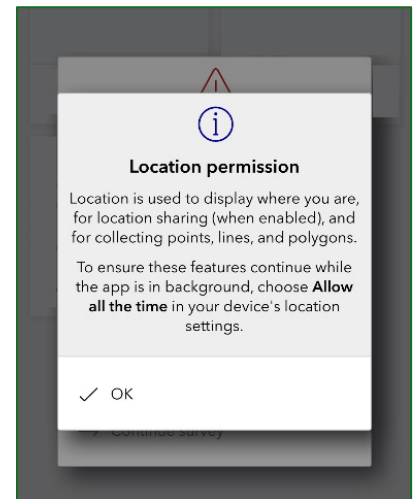 Location permission
Location is used to display where you are,
for location sharing (when enabled), and
for collecting points, lines, and polygons.
To ensure these features continue while
the app is in background, choose Allow
all the time in your device's location
settings.
OK
Continue survey